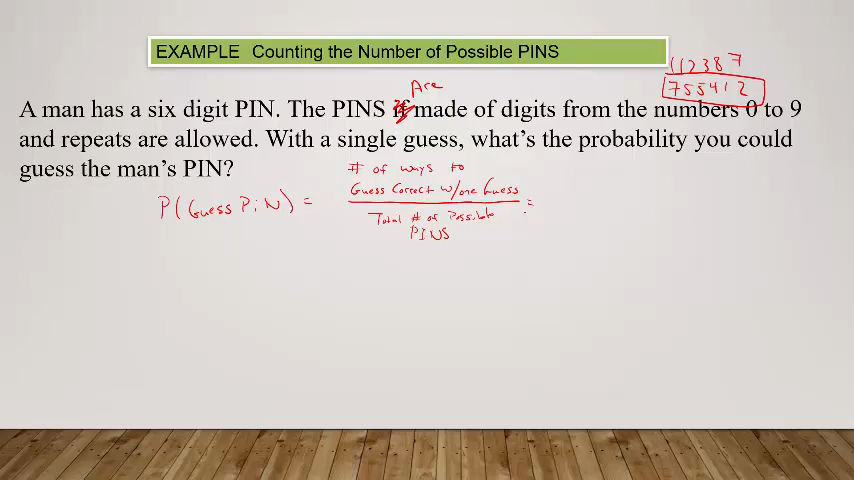 EXAMPLE Counting the Number of Possible PINS
112387
755412
Are
A man has a six digit PIN. The PINS if made of digits from the numbers 0 to 9
and repeats are allowed. With a single guess, what's the probability you could
guess the man's PIN?
# of ways to
P(Guess PiN) = Guess Correct w/one Guess =
Total # of Possible
PINS